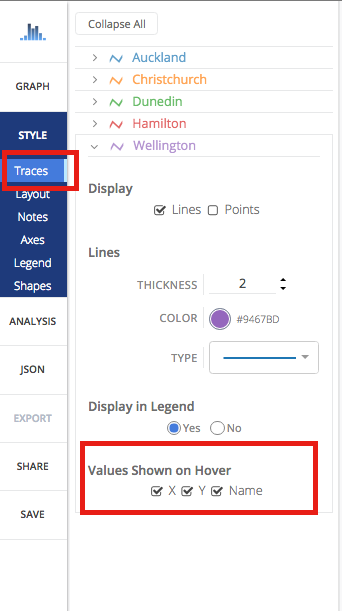 Collapse All
GRAPH
STYLE
Traces
Layout
Notes
Axes
Legend
Shapes
ANALYSIS
JSON
EXPORT
SHARE
SAVE
Auckland
Christchurch
Dunedin
Hamilton
Wellington
Display
Lines Points
Lines
THICKNESS 2
COLOR #9467BD
TYPE
Display in Legend
Yes No
Values Shown on Hover
X Y Name